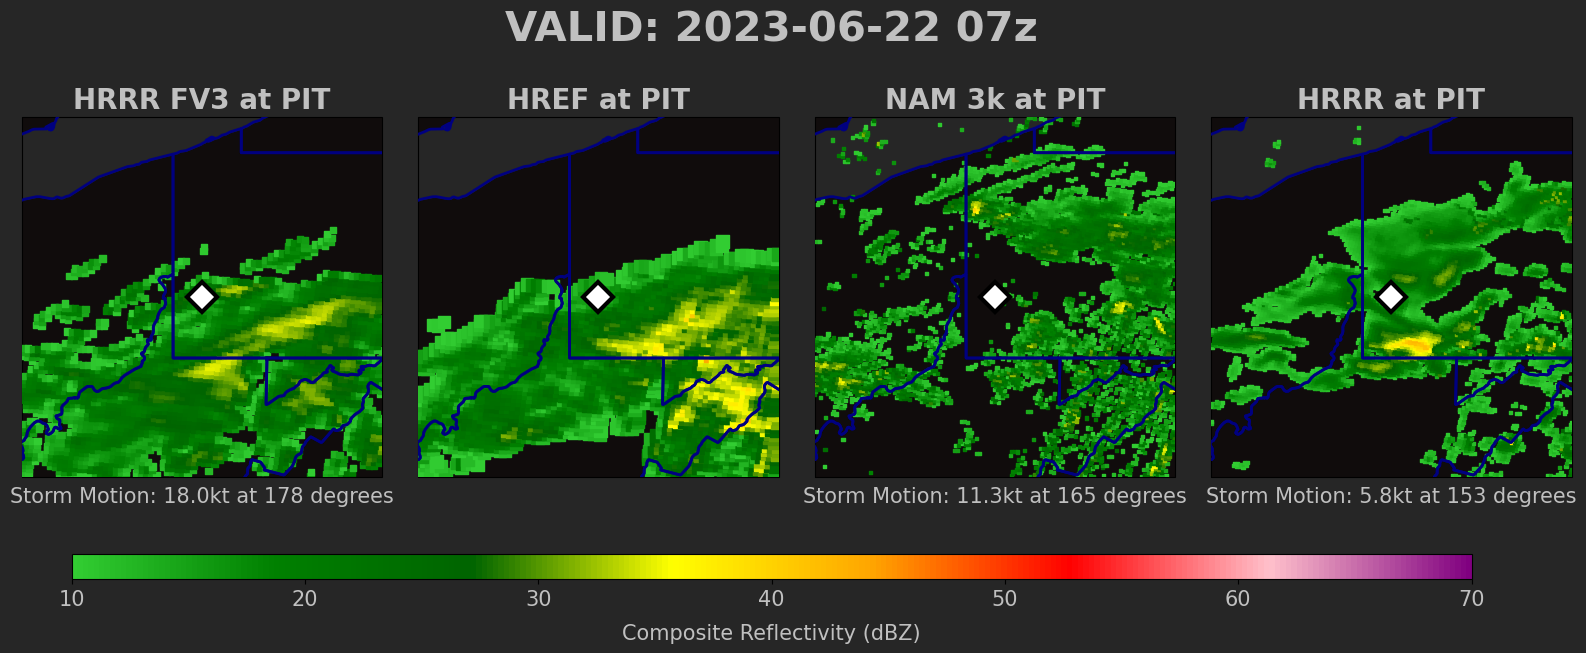 VALID: 2023-06-22 07z
HRRR FV3 at PIT
HREF at PIT
NAM 3k at PIT
HRRR at PIT
Storm Motion: 18.0kt at 178 degrees
Storm Motion: 11.3kt at 165 degrees
Storm Motion: 5.8kt at 153 degrees
10 20 30 40 50 60 70
Composite Reflectivity (dBZ)